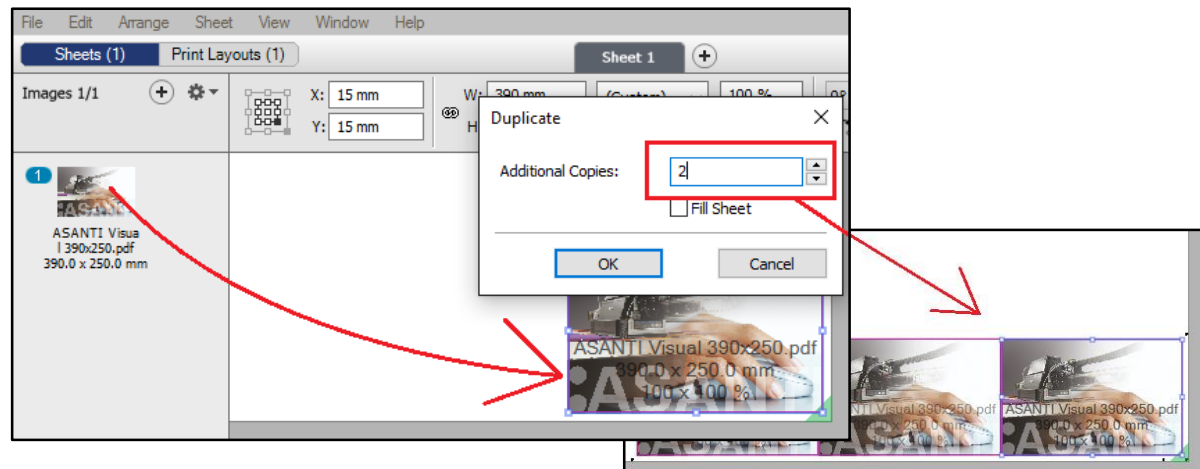 File Edit Arrange Sheet View Window Help
Sheets (1) Print Layouts (1) Sheet 1
Images 1/1 X: 15 mm W: 390 mm (Custom) 100 %
Y: 15 mm H
Duplicate
Additional Copies: 2
Fill Sheet
OK Cancel
1
ASANTI Visua
l 390x250.pdf
390.0 x 250.0 mm
:ASANTI
ASANTI Visual 390x250.pdf
390.0 x 250.0 mm
100 x 100 %
:ASANTI
NTI Visual 390x250.pdf
390.0 x 250.0 mm
100 x 100 %
ASANTI Visual 390x250.pdf
390.0 x 250.0 mm
100 x 100 %